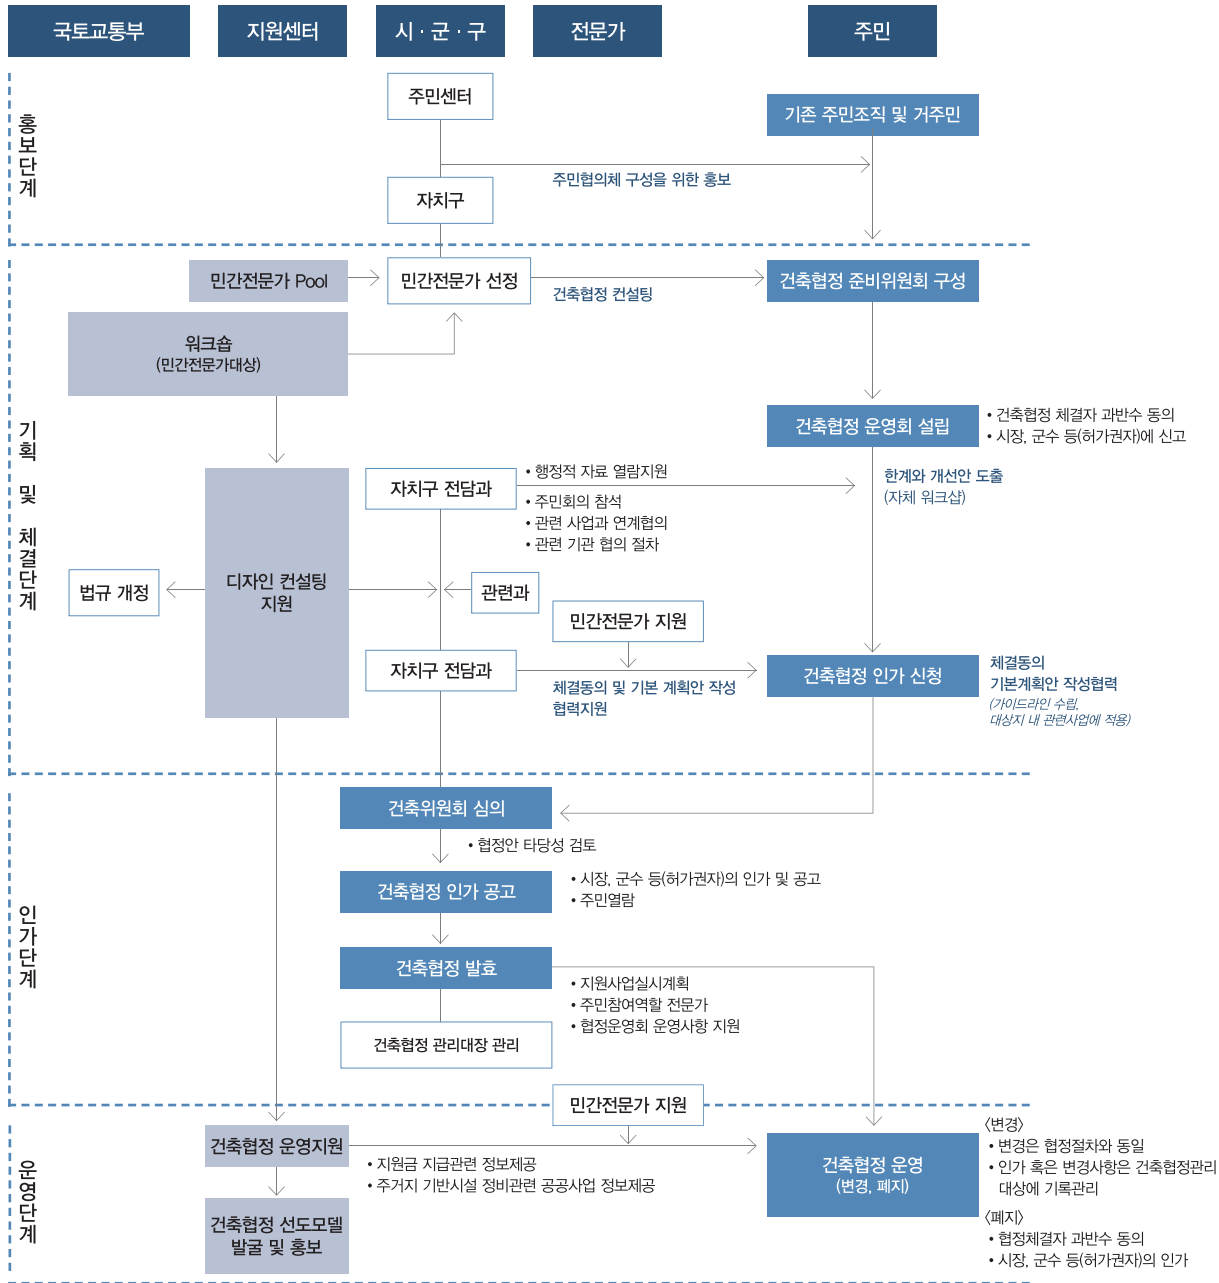 국토교통부
지원센터
시 · 군 · 구
전문가
주민
홍보단계
주민센터
기존 주민조직 및 거주민
주민협의체 구성을 위한 홍보
자치구
기획 및 체결단계
민간전문가 Pool
민간전문가 선정
건축협정 컨설팅
건축협정 준비위원회 구성
워크숍
(민간전문가대상)
건축협정 운영회 설립
• 건축협정 체결자 과반수 동의
• 시장, 군수 등(허가권자)에 신고
자치구 전담과
• 행정적 자료 열람지원
• 주민회의 참석
• 관련 사업과 연계협의
• 관련 기관 협의 절차
한계와 개선안 도출
(자체 워크샵)
법규 개정
디자인 컨설팅
지원
관련과
민간전문가 지원
자치구 전담과
체결동의 및 기본 계획안 작성
협력지원
건축협정 인가 신청
체결동의
기본계획안 작성협력
(가이드라인 수립,
대상지 내 관련사업에 적용)
인가단계
건축위원회 심의
• 협정안 타당성 검토
건축협정 인가 공고
• 시장, 군수 등(허가권자)의 인가 및 공고
• 주민열람
건축협정 발효
• 지원사업실시계획
• 주민참여역할 전문가
• 협정운영회 운영사항 지원
건축협정 관리대장 관리
민간전문가 지원
운영단계
건축협정 운영지원
• 지원금 지급관련 정보제공
• 주거지 기반시설 정비관련 공공사업 정보제공
건축협정 선도모델
발굴 및 홍보
건축협정 운영
(변경, 폐지)
〈변경〉
• 변경은 협정절차와 동일
• 인가 혹은 변경사항은 건축협정관리
대상에 기록관리
〈폐지〉
• 협정체결자 과반수 동의
• 시장, 군수 등(허가권자)의 인가